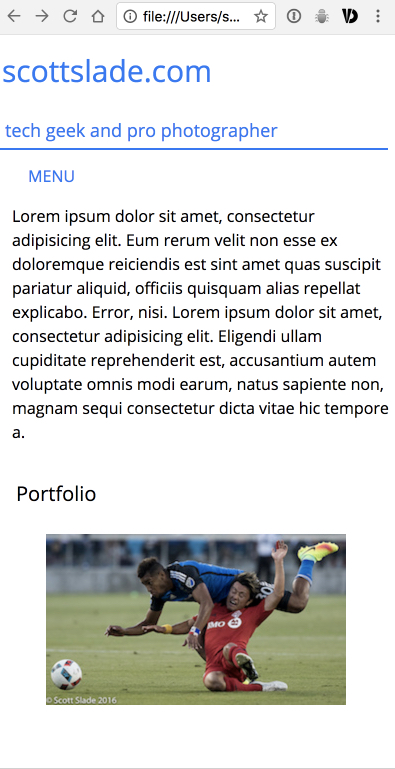 file:///Users/s...
scottslade.com
tech geek and pro photographer
MENU
Lorem ipsum dolor sit amet, consectetur
adipisicing elit. Eum rerum velit non esse ex
doloremque reiciendis est sint amet quas suscipit
pariatur aliquid, officiis quisquam alias repellat
explicabo. Error, nisi. Lorem ipsum dolor sit amet,
consectetur adipisicing elit. Eligendi ullam
cupiditate reprehenderit est, accusantium autem
voluptate omnis modi earum, natus sapiente non,
magnam sequi consectetur dicta vitae hic tempore
a.
Portfolio
BMO
© Scott Slade 2016